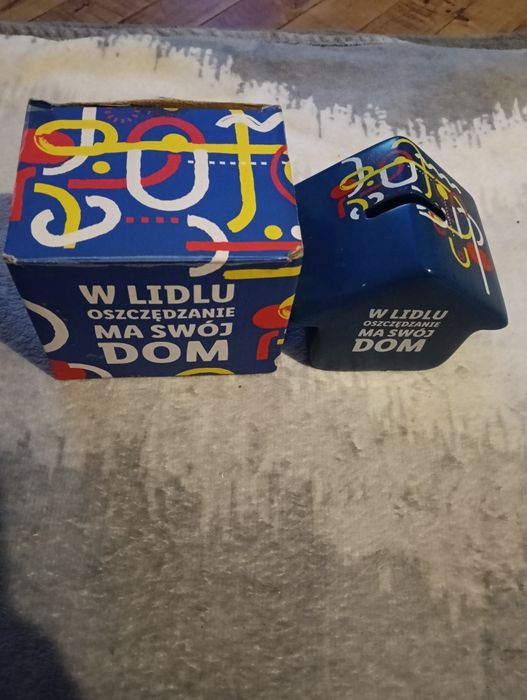 W LIDLU
OSZCZĘDZANIE
MA SWÓJ
DOM
W LIDLU
OSZCZĘDZANIE
MA SWÓJ
DOM